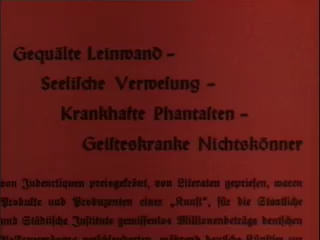 Gequälte Leinwand –
Seelische Verwesung –
Krankhafte Phantasten –
Geisteskranke Nichtskönner
von Judencliquen preisgekrönt, von Literaten gepriesen, waren
Produkte und Produzenten einer „Kunst“, für die Staatliche
und Städtische Institute gewissenlos Millionenbeträge deutschen